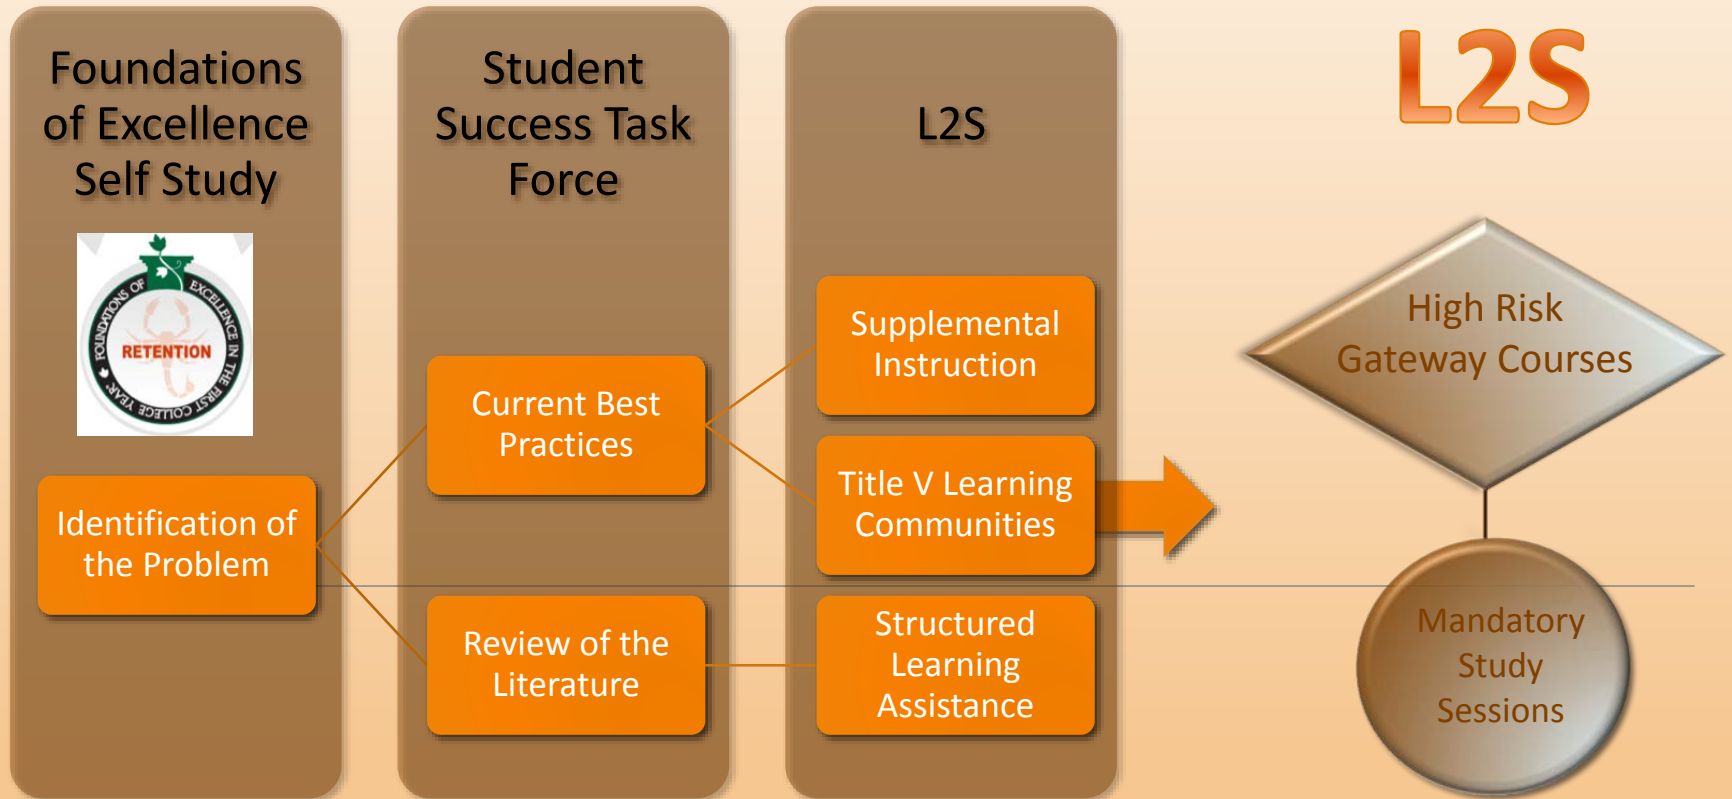 Foundations
of Excellence
Self Study
FOUNDATIONS OF EXCELLENCE IN THE FIRST COLLEGE YEAR
RETENTION
Identification of
the Problem
Student
Success Task
Force
Current Best
Practices
Review of the
Literature
L2S
Supplemental
Instruction
Title V Learning
Communities
Structured
Learning
Assistance
L2S
High Risk
Gateway Courses
Mandatory
Study
Sessions